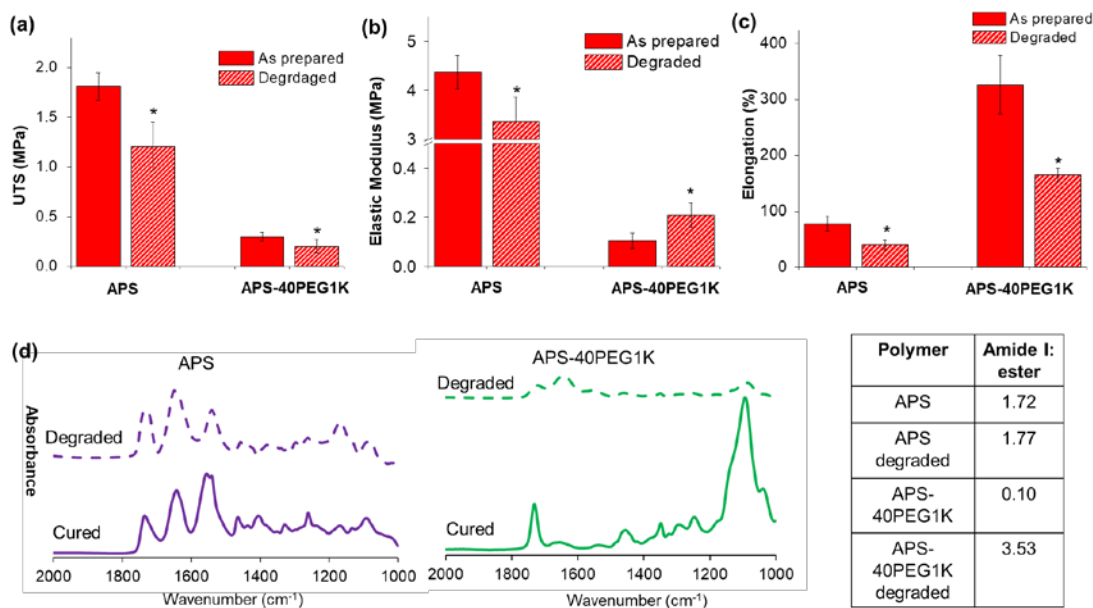 (a)
As prepared
Degrdaged
UTS (MPa)
2.0
1.5
1.0
0.5
0.0
*
*
APS
APS-40PEG1K
(b)
As prepared
Degraded
Elastic Modulus (MPa)
5
4
3
0.4
0.2
0.0
*
*
APS
APS-40PEG1K
(c)
As prepared
Degraded
Elongation (%)
400
300
200
100
0
*
*
APS
APS-40PEG1K
(d)
APS
Absorbance
Degraded
Cured
2000 1800 1600 1400 1200 1000
Wavenumber (cm-1)
APS-40PEG1K
Degraded
Cured
2000 1800 1600 1400 1200 1000
Wavenumber (cm-1)
Polymer Amide I:
ester
APS 1.72
APS 1.77
degraded
APS- 0.10
40PEG1K
APS- 3.53
40PEG1K
degraded